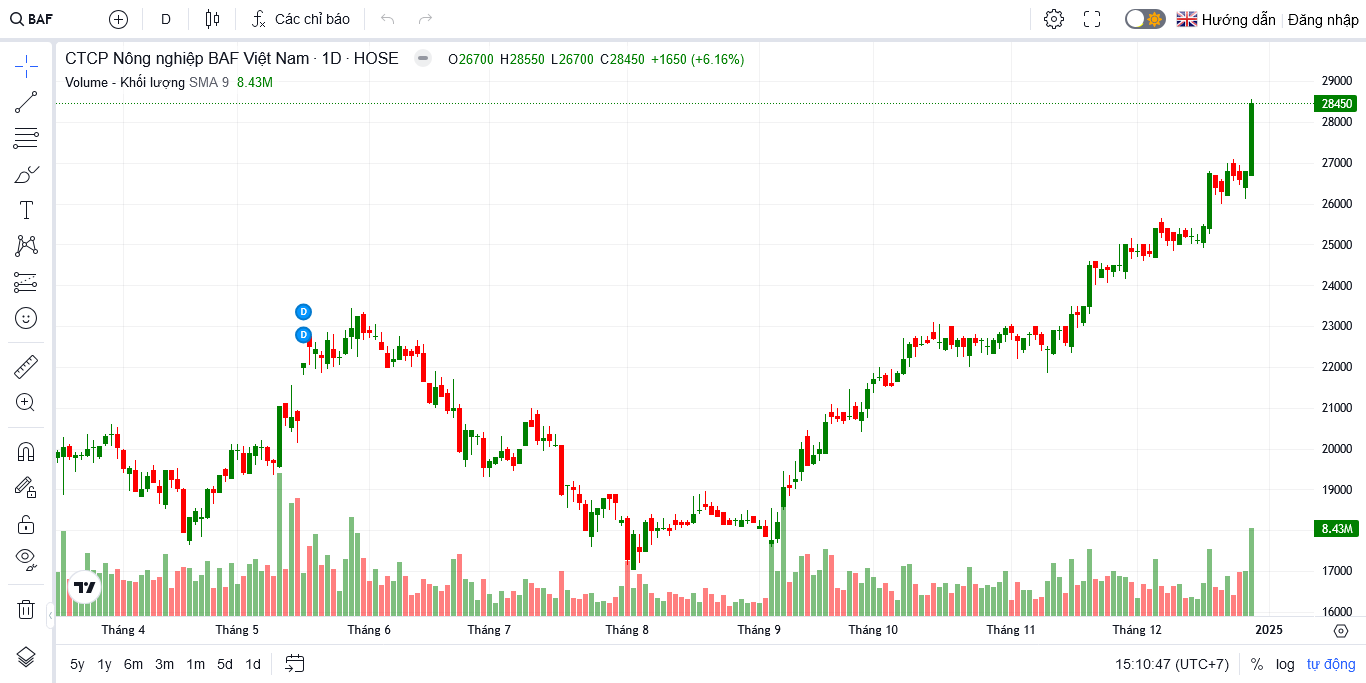 BAF D Các chỉ báo Hướng dẫn Đăng nhập
CTCP Nông nghiệp BAF Việt Nam · 1D · HOSE O26700 H28550 L26700 C28450 +1650 (+6.16%)
Volume - Khối lượng SMA 9 8.43M
29000
28450
28000
27000
26000
25000
24000
D
23000
D
22000
21000
20000
19000
8.43M
17000
16000
Tháng 4 Tháng 5 Tháng 6 Tháng 7 Tháng 8 Tháng 9 Tháng 10 Tháng 11 Tháng 12 2025
5y 1y 6m 3m 1m 5d 1d 15:10:47 (UTC+7) % log tự động